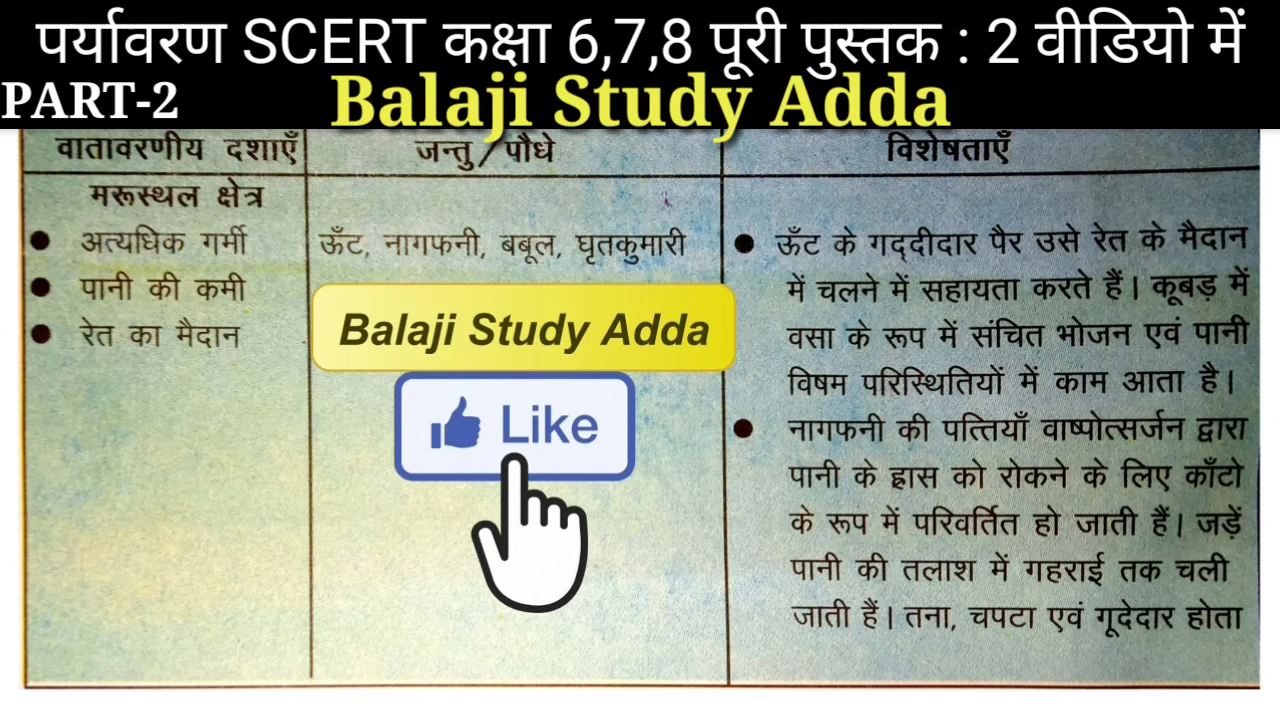 पर्यावरण SCERT कक्षा 6,7,8 पूरी पुस्तक : 2 वीडियो में
PART-2
Balaji Study Adda
वातावरणीय दशाएँ
जन्तु / पौधे
विशेषताएँ
मरूस्थल क्षेत्र
● अत्यधिक गर्मी
● पानी की कमी
● रेत का मैदान
ऊँट, नागफनी, बबूल, घृतकुमारी
Balaji Study Adda
Like
● ऊँट के गद्दीदार पैर उसे रेत के मैदान
में चलने में सहायता करते हैं। कूबड़ में
वसा के रूप में संचित भोजन एवं पानी
विषम परिस्थितियों में काम आता है।
● नागफनी की पत्तियाँ वाष्पोत्सर्जन द्वारा
पानी के ह्रास को रोकने के लिए काँटो
के रूप में परिवर्तित हो जाती हैं। जड़ें
पानी की तलाश में गहराई तक चली
जाती हैं। तना, चपटा एवं गूदेदार होता